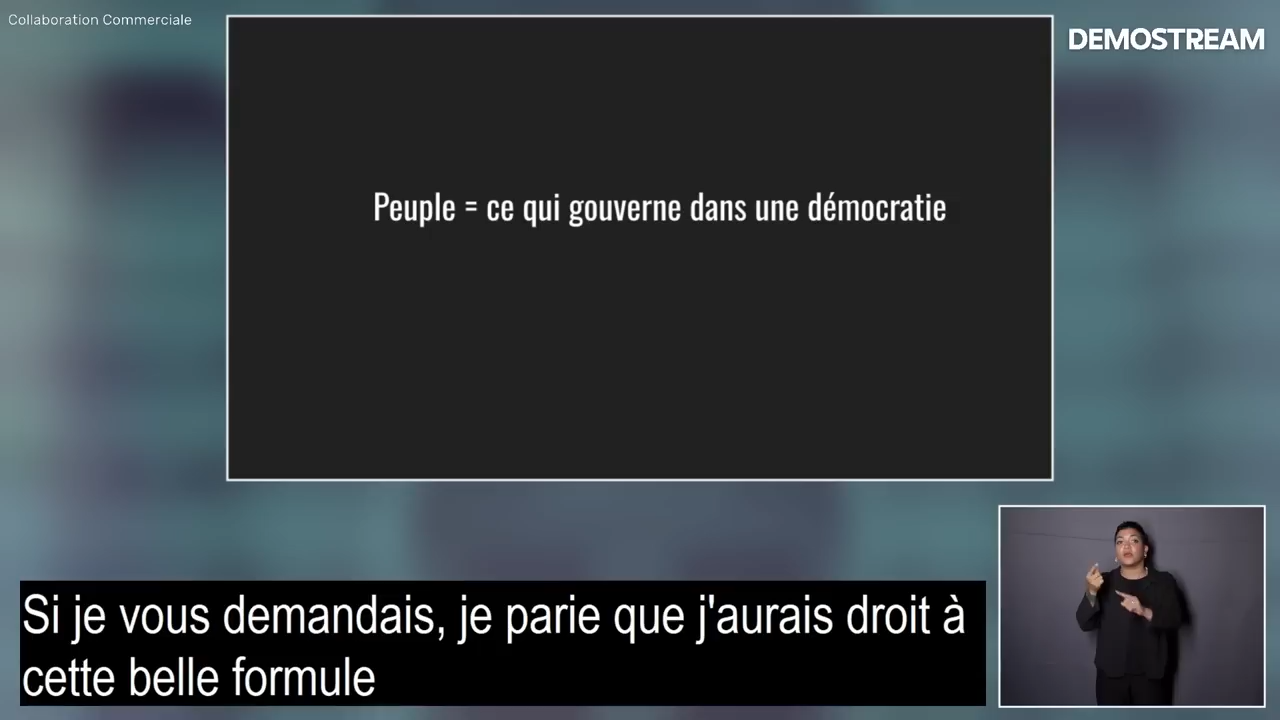 Collaboration Commerciale
DEMOSTREAM
Peuple = ce qui gouverne dans une démocratie
Si je vous demandais, je parie que j'aurais droit à
cette belle formule